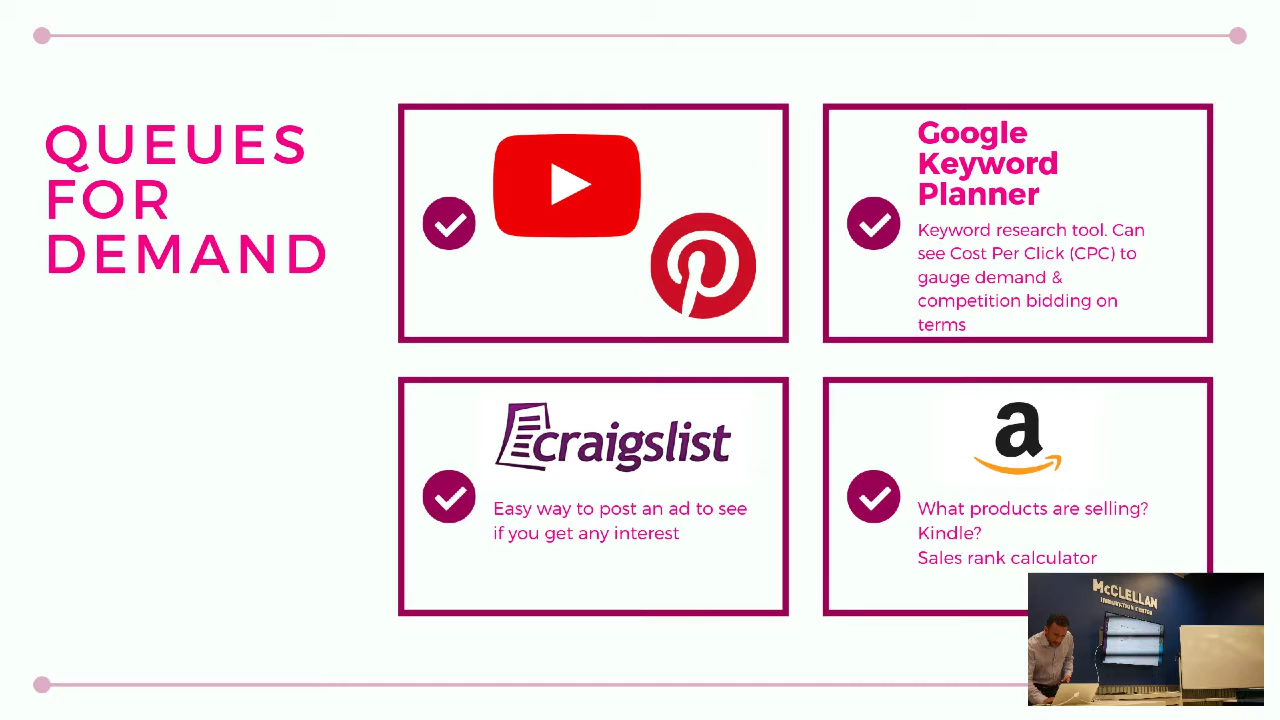 QUEUES
FOR
DEMAND
Google
Keyword
Planner
Keyword research tool. Can
see Cost Per Click (CPC) to
gauge demand &
competition bidding on
terms
craigslist
Easy way to post an ad to see
if you get any interest
a
What products are selling?
Kindle?
Sales rank calculator
McCLELLAN
INNOVATION CENTER